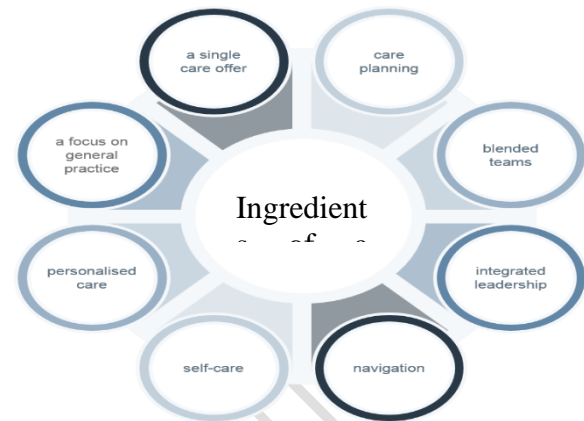 a single
care offer
care
planning
a focus on
general
practice
blended
teams
Ingredient
personalised
care
integrated
leadership
self-care
navigation